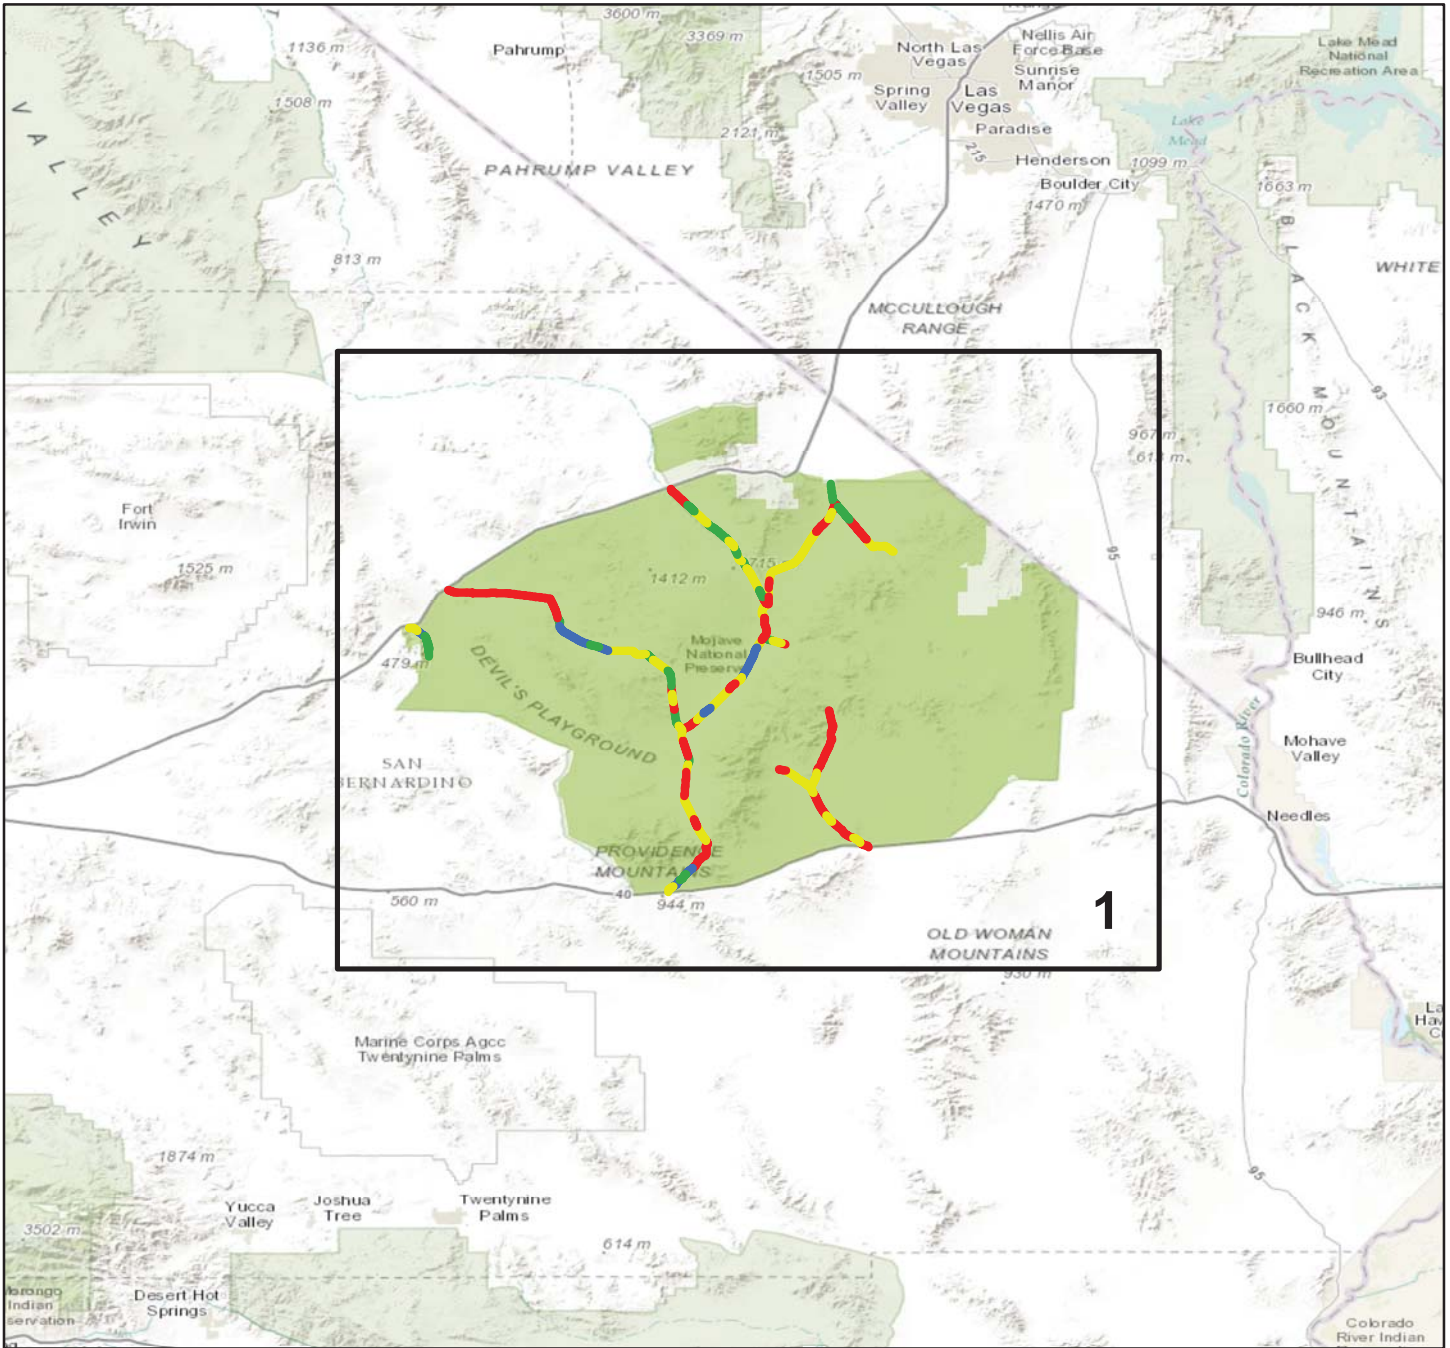 3600 m
3369 m
1136 m
Pahrump
North Las
Vegas
Nellis Air
Force Base
Lake Mead
National
Recreation Area
1505 m
Sunrise
Manor
Spring
Valley
Las
Vegas
1508 m
VALLEY
2121 m
Paradise
Lake
Mead
215
PAHRUMP VALLEY
Henderson
1099 m
Boulder City
1663 m
1470 m
813 m
BLACK MOUNTAINS
WHITE
MCCULLOUGH
RANGE
93
1660 m
967 m
Fort
Irwin
95
1525 m
1412 m
946 m
Mojave
National
Preserve
479 m
DEVIL'S PLAYGROUND
Bullhead
City
Colorado River
Mohave
Valley
SAN
BERNARDINO
Needles
PROVIDENCE
MOUNTAINS
40
560 m
944 m
1
OLD WOMAN
MOUNTAINS
930 m
Marine Corps Agcc
Twentynine Palms
1874 m
95
Yucca
Valley
Joshua
Tree
Twentynine
Palms
3502 m
614 m
Desert Hot
Springs
Indian
Colorado
River Indian